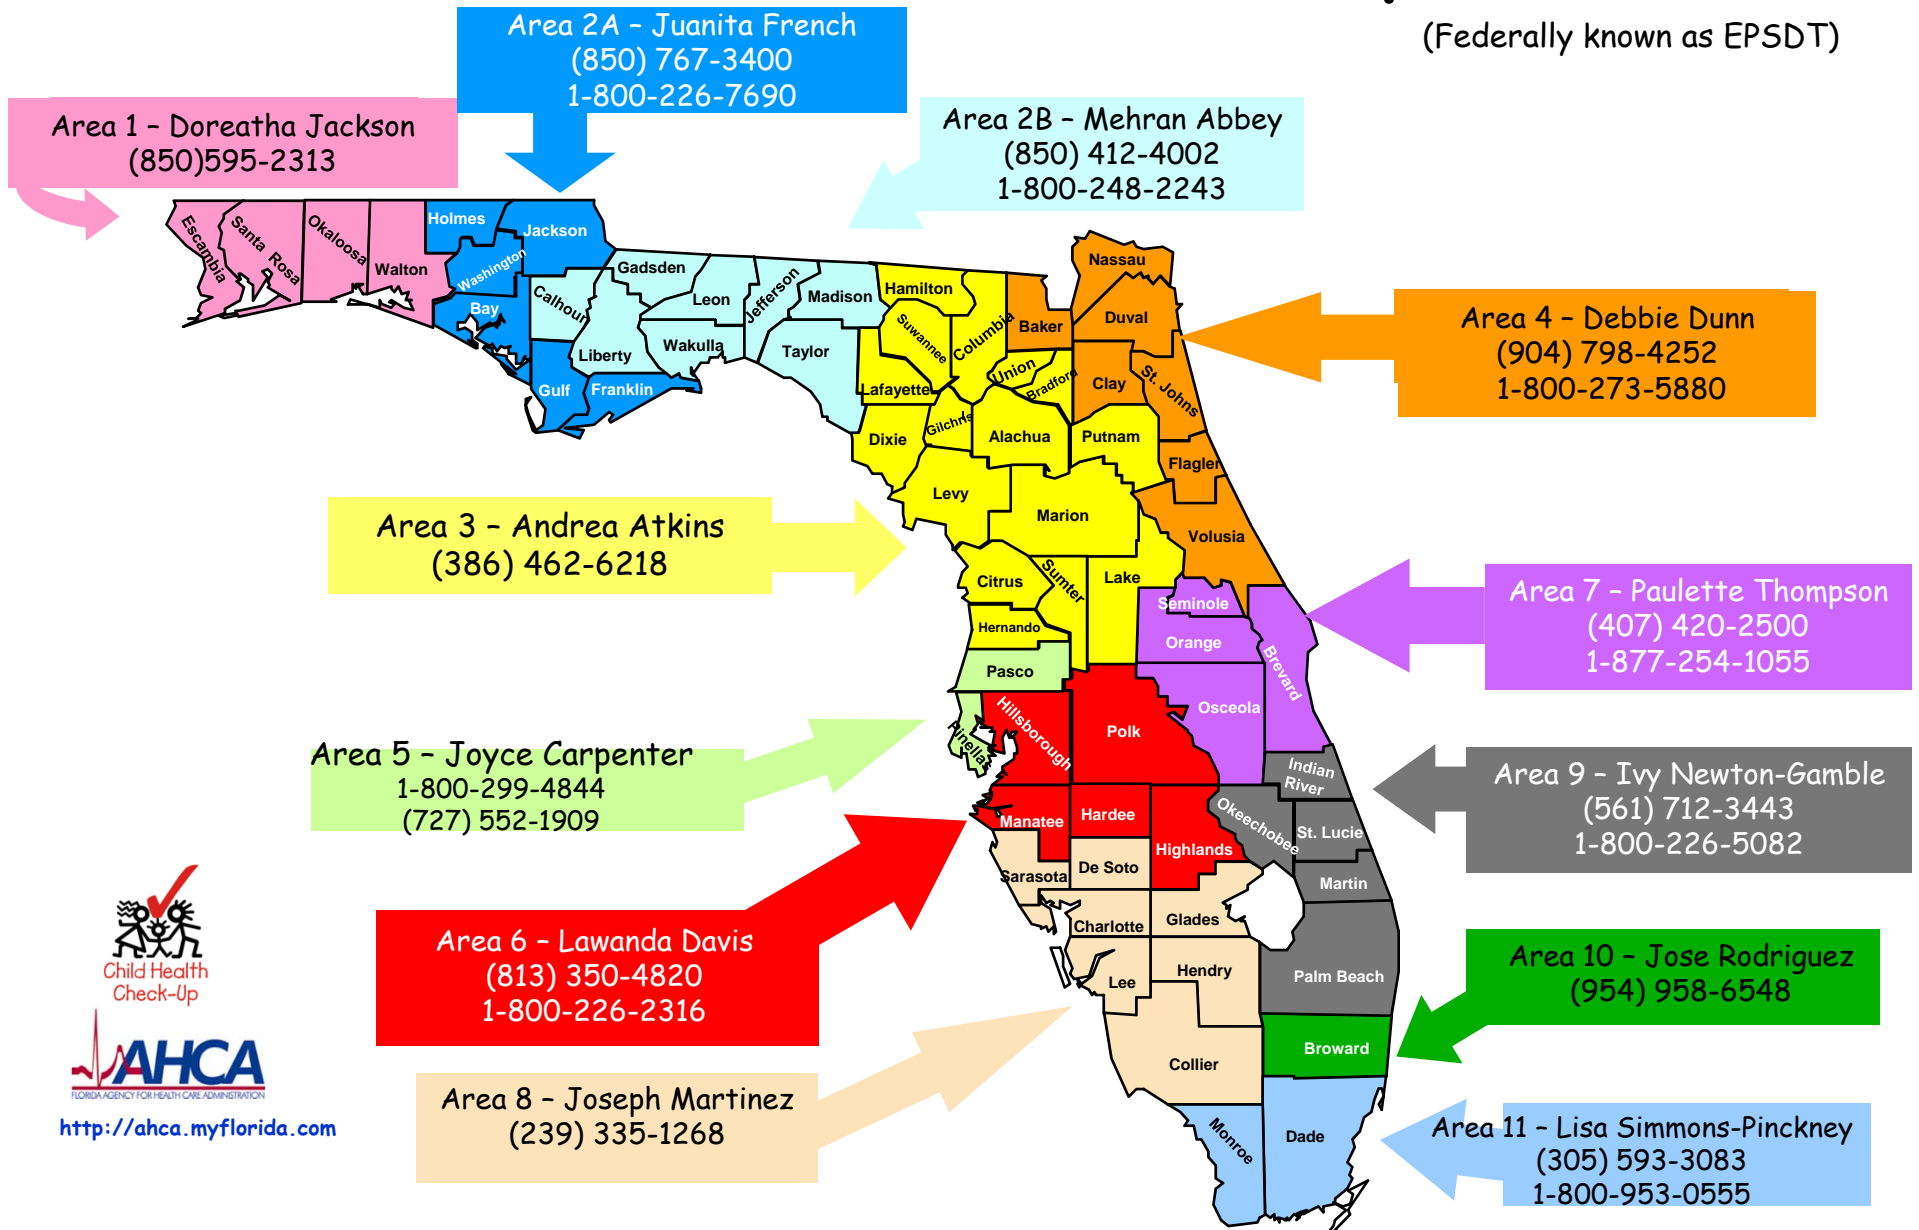 (Federally known as EPSDT)
Area 2A – Juanita French
(850) 767-3400
1-800-226-7690
Area 1 – Doreatha Jackson
(850)595-2313
Area 2B – Mehran Abbey
(850) 412-4002
1-800-248-2243
Escambia
Santa Rosa
Okaloosa
Walton
Holmes
Jackson
Washington
Bay
Calhour
Gulf
Franklin
Gadsden
Liberty
Leon
Wakulla
Jefferson
Madison
Taylor
Hamilton
Suwannee
Columbia
Lafayette
Baker
Nassau
Duval
Union
Bradford
Clay
St. Johns
Dixie
Gilchris
Alachua
Putnam
Flagler
Levy
Marion
Volusia
Citrus
Sumter
Lake
Hernando
Seminole
Orange
Brevard
Pasco
Osceola
Pinellas
Hillsborough
Polk
Indian
River
Manatee
Hardee
Highlands
Okeechobee
St. Lucie
Sarasota
De Soto
Martin
Charlotte
Glades
Lee
Hendry
Palm Beach
Collier
Broward
Monroe
Dade
Area 4 – Debbie Dunn
(904) 798-4252
1-800-273-5880
Area 3 – Andrea Atkins
(386) 462-6218
Area 7 – Paulette Thompson
(407) 420-2500
1-877-254-1055
Area 5 – Joyce Carpenter
1-800-299-4844
(727) 552-1909
Area 9 – Ivy Newton-Gamble
(561) 712-3443
1-800-226-5082
Area 6 – Lawanda Davis
(813) 350-4820
1-800-226-2316
Area 10 – Jose Rodriguez
(954) 958-6548
Area 8 – Joseph Martinez
(239) 335-1268
Area 11 – Lisa Simmons-Pinckney
(305) 593-3083
1-800-953-0555
Child Health
Check-Up
AHCA
FLORIDA AGENCY FOR HEALTH CARE ADMINISTRATION
http://ahca.myflorida.com